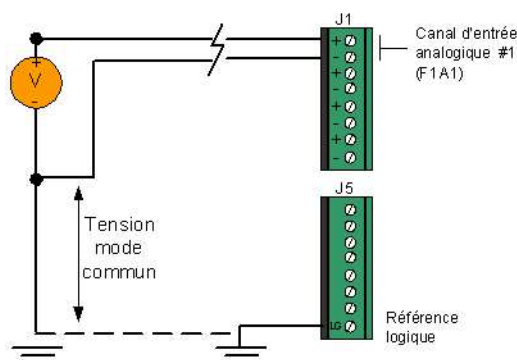 J1
Canal d'entrée
analogique #1
(F1A1)
+
-
+
-
+
-
+
-
+
V
-
J5
Tension
mode
commun
LG
Référence
logique